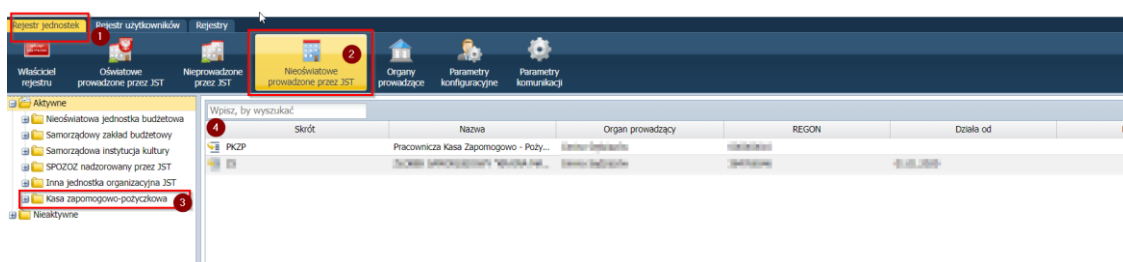 Rejestr jednostek Rejestr użytkowników Rejestry
1
2
Właściciel rejestru
Oświatowe prowadzone przez JST
Nieprowadzone przez JST
Nieoświatowe prowadzone przez JST
Organy prowadzące
Parametry konfiguracyjne
Parametry komunikacji
Aktywne
Nieoświatowa jednostka budżetowa
Samorządowy zakład budżetowy
Samorządowa instytucja kultury
SPOZOZ nadzorowany przez JST
Inna jednostka organizacyjna JST
Kasa zapomogowo-pożyczkowa
3
Nieaktywne
Wpisz, by wyszukać
4
Skrót Nazwa Organ prowadzący REGON Działa od
PKZP Pracownicza Kasa Zapomogowo - Poży...